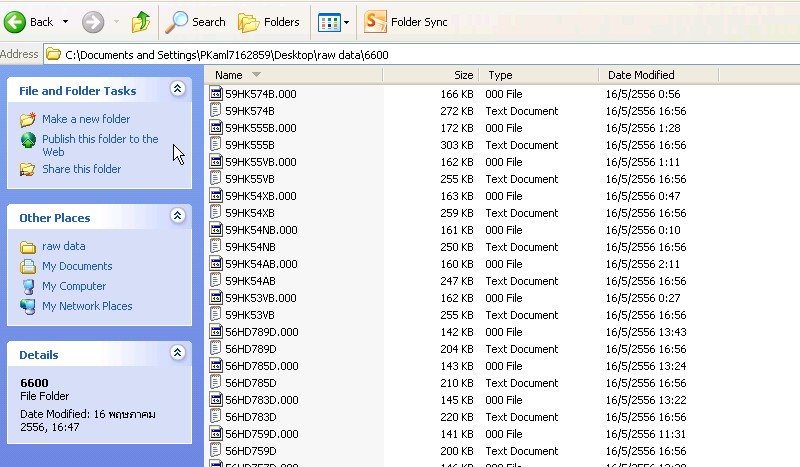 Back Search Folders Folder Sync
Address C:\Documents and Settings\PKaml7162859\Desktop\raw data\6600
File and Folder Tasks
Make a new folder
Publish this folder to the
Web
Share this folder
Other Places
raw data
My Documents
My Computer
My Network Places
Details
6600
File Folder
Date Modified: 16 พฤษภาคม
2556, 16:47
Name Size Type Date Modified
59HK574B.000 166 KB 000 File 16/5/2556 0:56
59HK574B 272 KB Text Document 16/5/2556 16:56
59HK555B.000 172 KB 000 File 16/5/2556 1:28
59HK555B 303 KB Text Document 16/5/2556 16:56
59HK55VB.000 162 KB 000 File 16/5/2556 1:11
59HK55VB 255 KB Text Document 16/5/2556 16:56
59HK54XB.000 163 KB 000 File 16/5/2556 0:47
59HK54XB 259 KB Text Document 16/5/2556 16:56
59HK54NB.000 161 KB 000 File 16/5/2556 0:10
59HK54NB 250 KB Text Document 16/5/2556 16:56
59HK54AB.000 160 KB 000 File 16/5/2556 2:11
59HK54AB 247 KB Text Document 16/5/2556 16:56
59HK53VB.000 162 KB 000 File 16/5/2556 0:27
59HK53VB 255 KB Text Document 16/5/2556 16:56
56HD789D.000 142 KB 000 File 16/5/2556 13:43
56HD789D 204 KB Text Document 16/5/2556 16:56
56HD785D.000 143 KB 000 File 16/5/2556 13:24
56HD785D 210 KB Text Document 16/5/2556 16:56
56HD783D.000 145 KB 000 File 16/5/2556 13:22
56HD783D 220 KB Text Document 16/5/2556 16:56
56HD759D.000 141 KB 000 File 16/5/2556 11:31
56HD759D 200 KB Text Document 16/5/2556 16:56